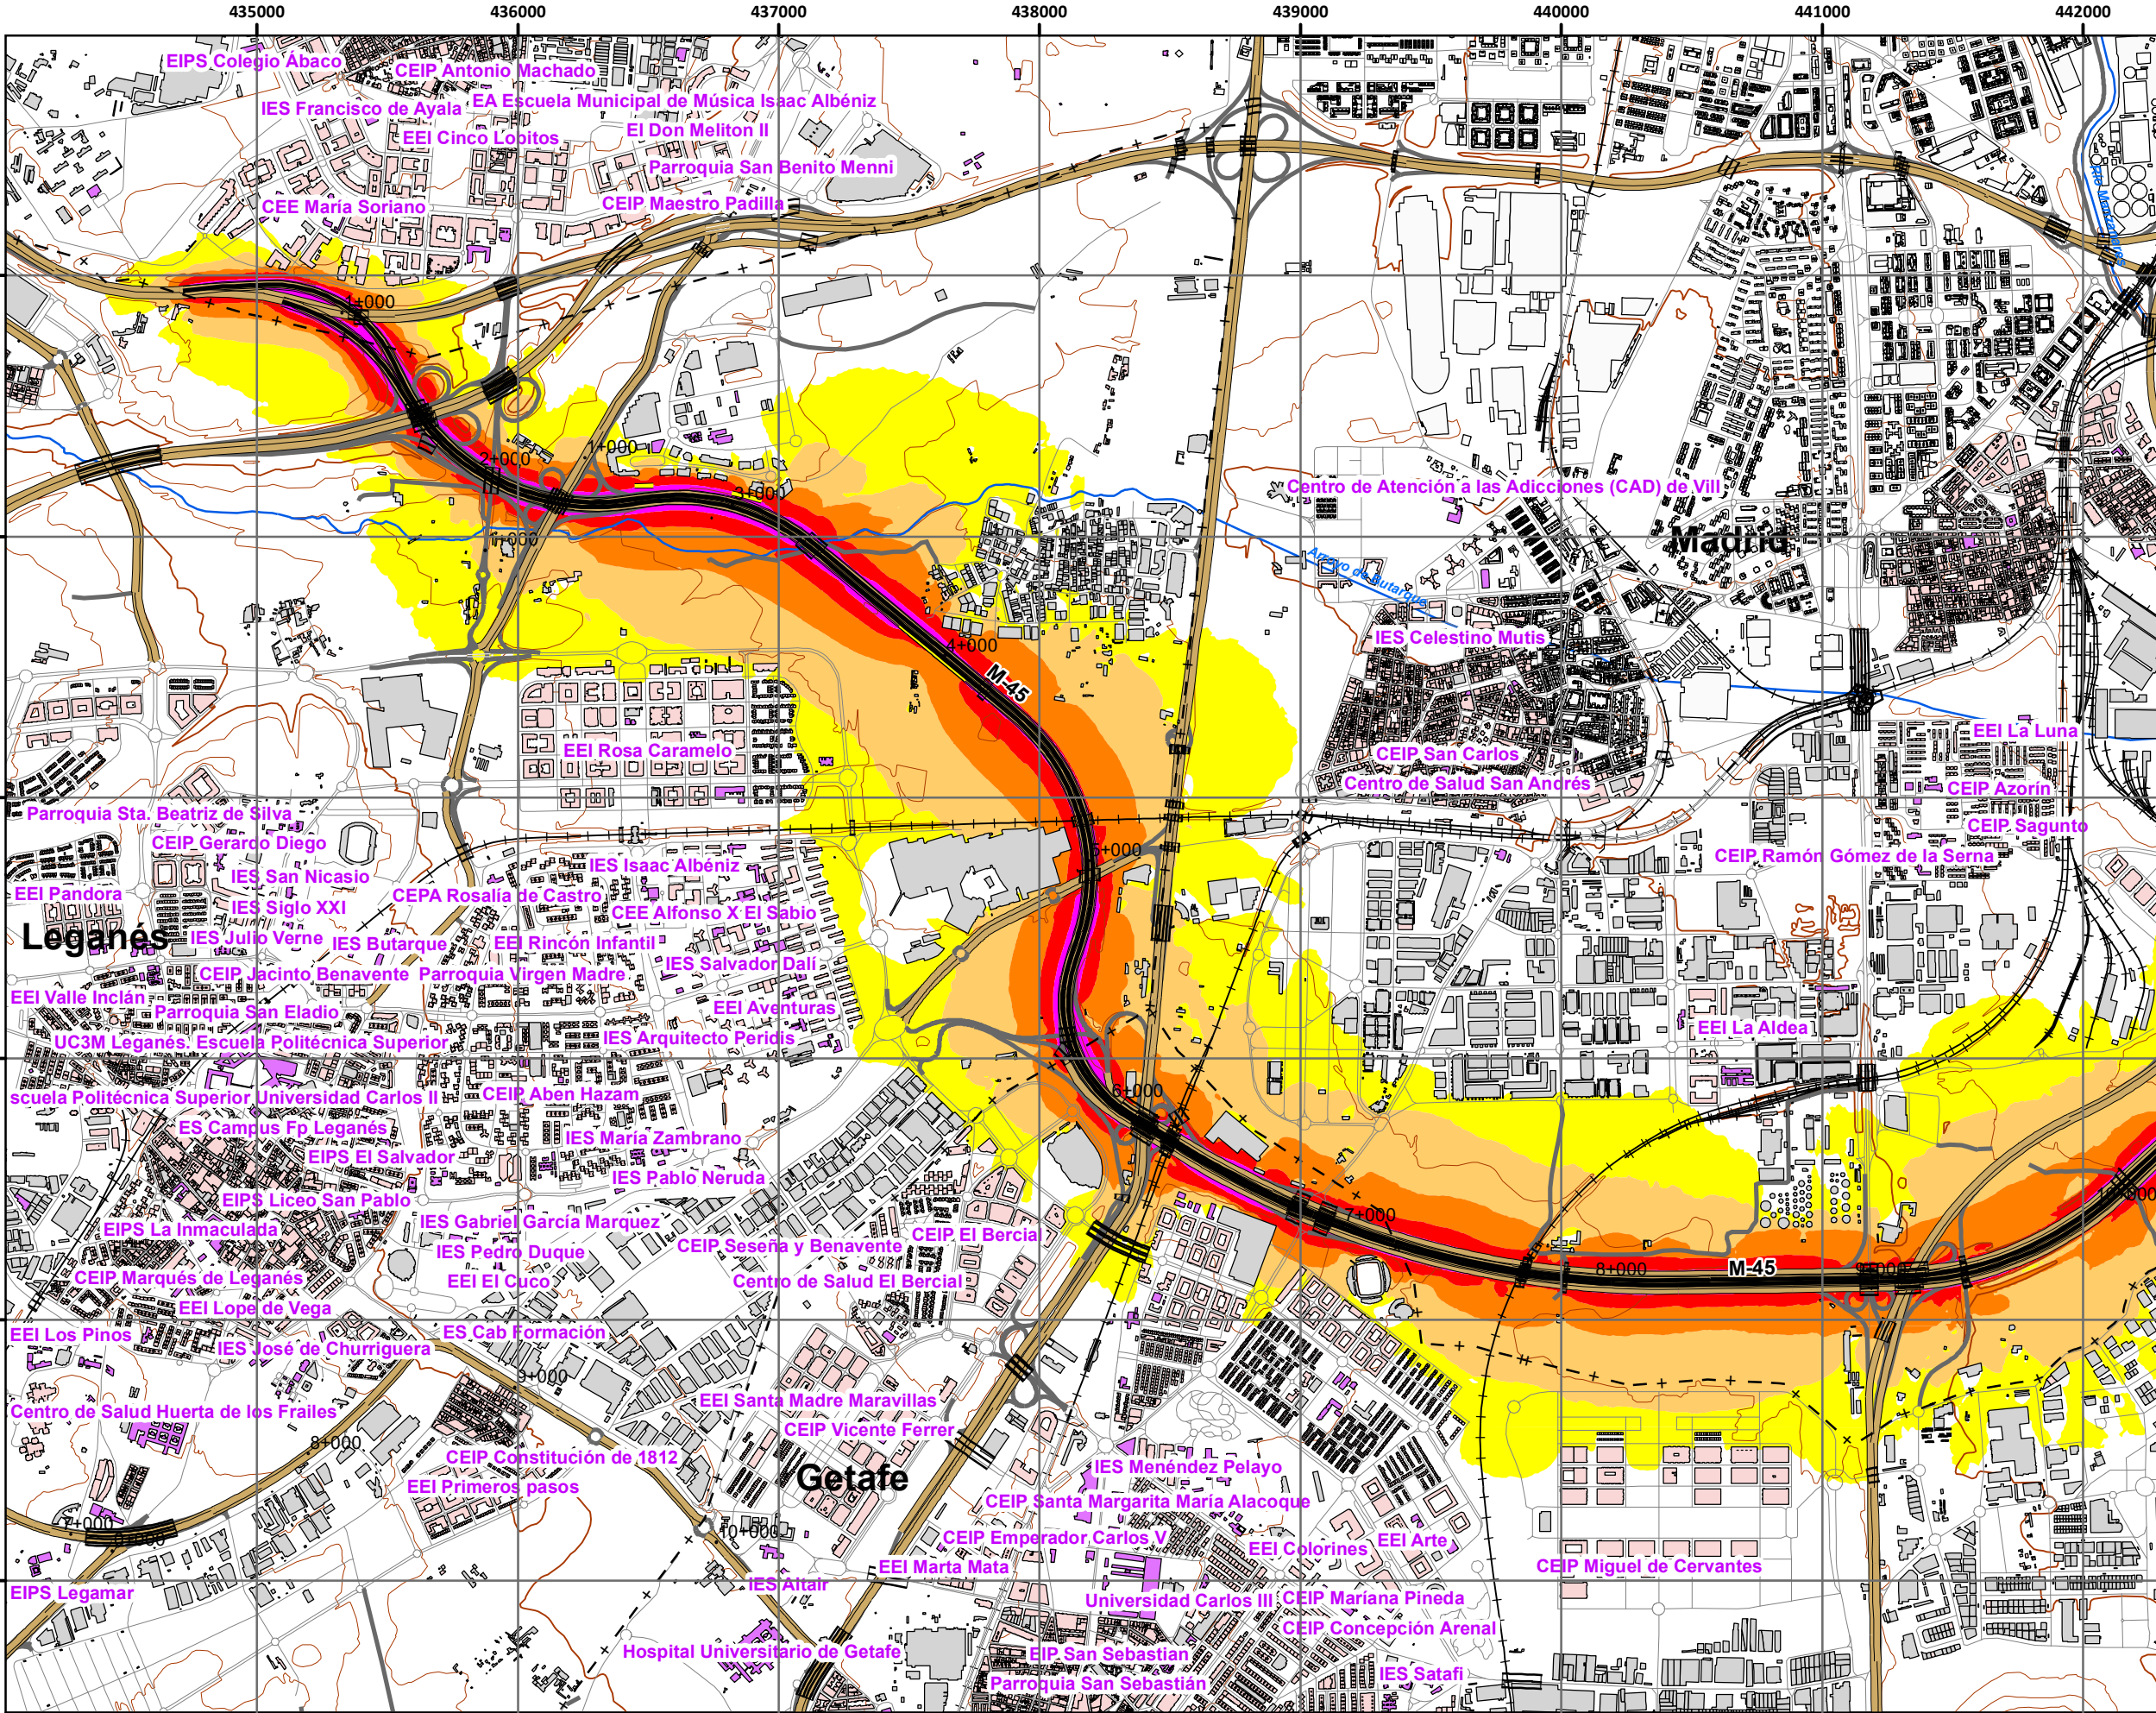 435000 436000 437000 438000 439000 440000 441000 442000
EIPS Colegio Ábaco
CEIP Antonio Machado
IES Francisco de Ayala
EA Escuela Municipal de Música Isaac Albéniz
EEI Cinco Lobitos
EI Don Meliton II
Parroquia San Benito Menni
CEE María Soriano
CEIP Maestro Padilla
Río Manzanares
1+000
1+000
2+000
3+000
Centro de Atención a las Adicciones (CAD) de Vill
1+000
Madrid
Arroyo de Butarque
IES Celestino Mutis
4+000
M-45
EEI La Luna
EEI Rosa Caramelo
CEIP San Carlos
Centro de Salud San Andrés
CEIP Azorín
Parroquia Sta. Beatriz de Silva
CEIP Sagunto
CEIP Gerardo Diego
5+000
CEIP Ramón Gómez de la Serna
IES Isaac Albéniz
IES San Nicasio
EEI Pandora
CEPA Rosalía de Castro
IES Siglo XXI
CEE Alfonso X El Sabio
Leganés
IES Julio Verne
IES Butarque
EEI Rincón Infantil
IES Salvador Dalí
CEIP Jacinto Benavente
Parroquia Virgen Madre
EEI Valle Inclán
Parroquia San Eladio
EEI Aventuras
EEI La Aldea
UC3M Leganés. Escuela Politécnica Superior
IES Arquitecto Peridis
6+000
scuela Politécnica Superior Universidad Carlos II
CEIP Aben Hazam
ES Campus Fp Leganés
IES María Zambrano
EIPS El Salvador
IES Pablo Neruda
10+000
EIPS Liceo San Pablo
7+000
IES Gabriel García Marquez
EIPS La Inmaculada
CEIP El Bercial
IES Pedro Duque
CEIP Seseña y Benavente
8+000
M-45
9+000
CEIP Marqués de Leganés
EEI El Cuco
Centro de Salud El Bercial
EEI Lope de Vega
EEI Los Pinos
ES Cab Formación
IES José de Churriguera
9+000
EEI Santa Madre Maravillas
Centro de Salud Huerta de los Frailes
CEIP Vicente Ferrer
8+000
CEIP Constitución de 1812
IES Menéndez Pelayo
Getafe
EEI Primeros pasos
CEIP Santa Margarita María Alacoque
7+000
10+000
CEIP Emperador Carlos V
EEI Colorines
EEI Arte
EEI Marta Mata
CEIP Miguel de Cervantes
IES Altair
EIPS Legamar
Universidad Carlos III
CEIP Mariana Pineda
CEIP Concepción Arenal
Hospital Universitario de Getafe
EIP San Sebastian
IES Satafi
Parroquia San Sebastián